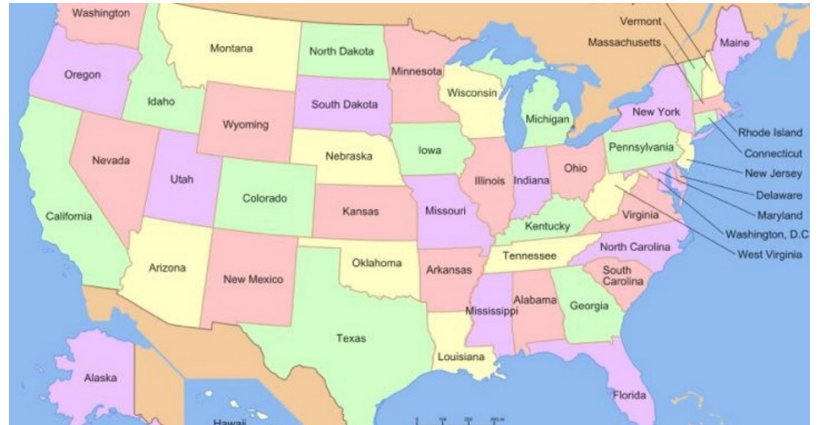 Washington
Vermont
Massachusetts
Maine
Montana
North Dakota
Minnesota
Oregon
Idaho
South Dakota
Wisconsin
Michigan
New York
Wyoming
Rhode Island
Connecticut
Nebraska
Iowa
Pennsylvania
New Jersey
Nevada
Utah
Colorado
Illinois
Indiana
Ohio
Delaware
Kansas
Missouri
Kentucky
Virginia
Maryland
California
Washington, D.C
North Carolina
West Virginia
Arizona
New Mexico
Oklahoma
Arkansas
Tennessee
South
Carolina
Mississippi
Alabama
Georgia
Texas
Louisiana
Alaska
Florida
Hawaii